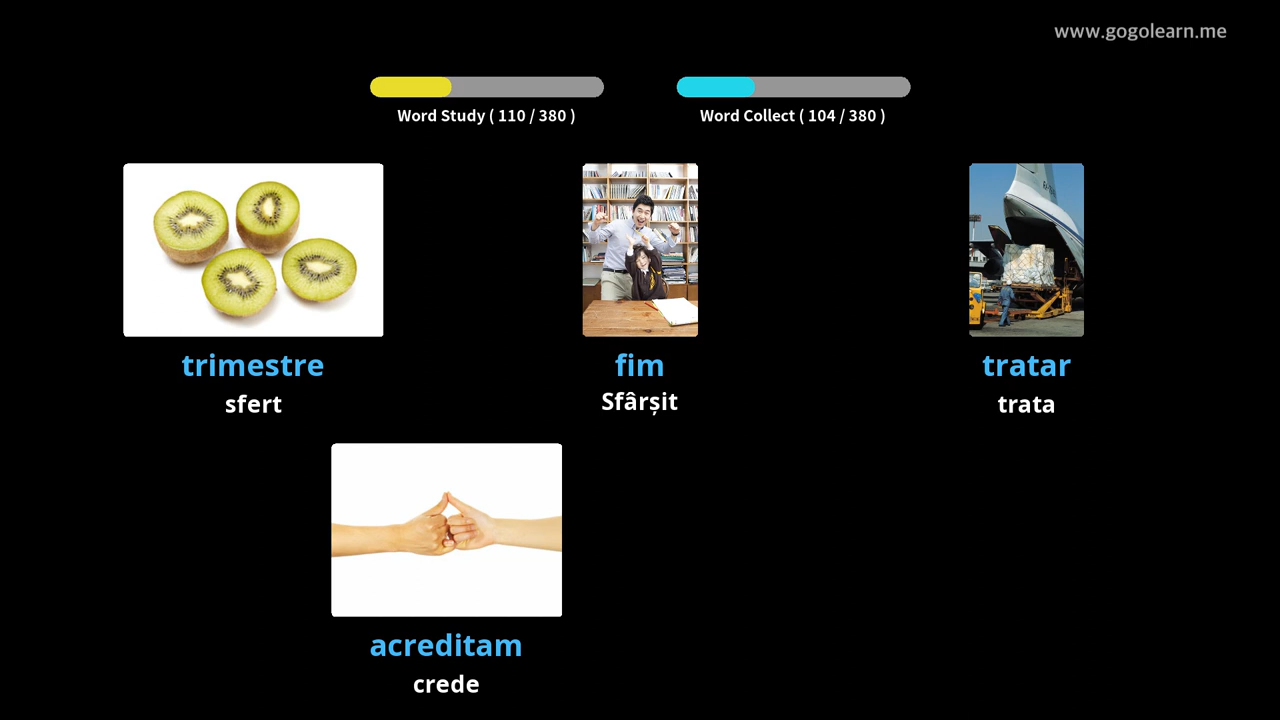 www.gogolearn.me
Word Study ( 110 / 380 )
Word Collect ( 104 / 380 )
trimestre
sfert
fim
Sfârșit
tratar
trata
acreditam
crede